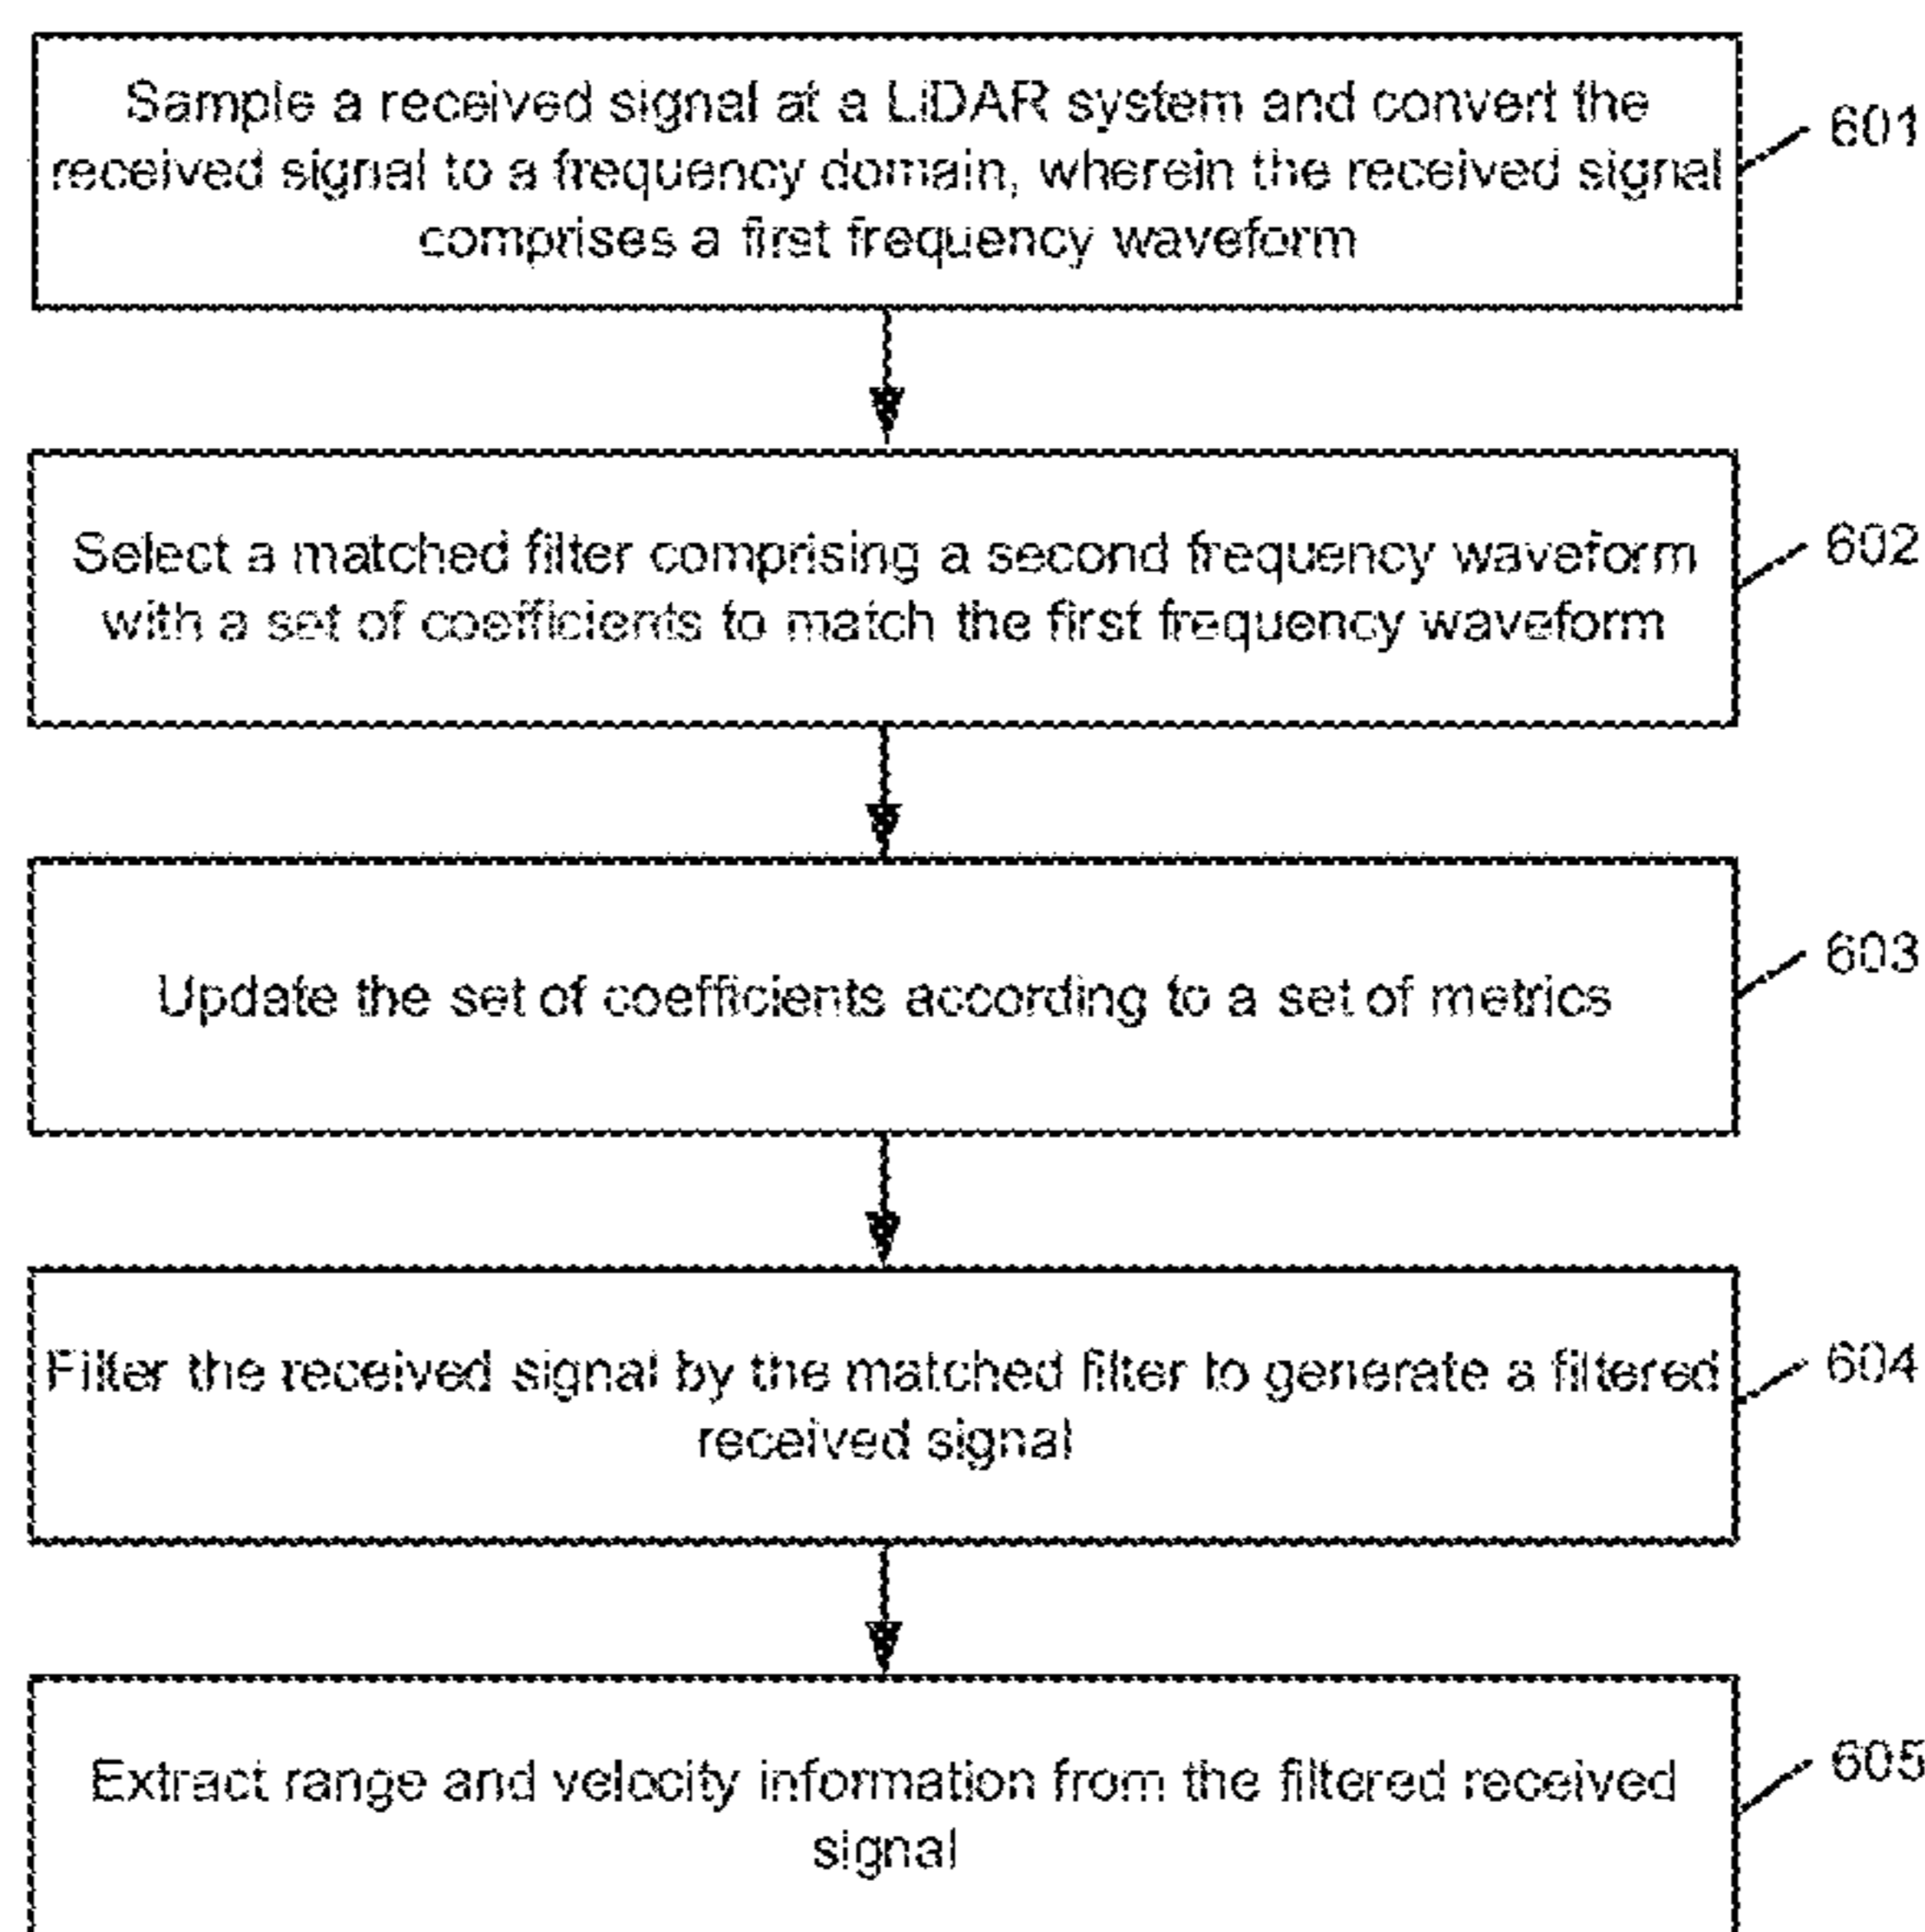 Sample a received signal at a LiDAR system and convert the
received signal to a frequency domain, wherein the received signal
comprises a first frequency waveform
601
Select a matched filter comprising a second frequency waveform
with a set of coefficients to match the first frequency waveform
602
Update the set of coefficients according to a set of metrics
603
Filter the received signal by the matched filter to generate a filtered
received signal
604
Extract range and velocity information from the filtered received
signal
605